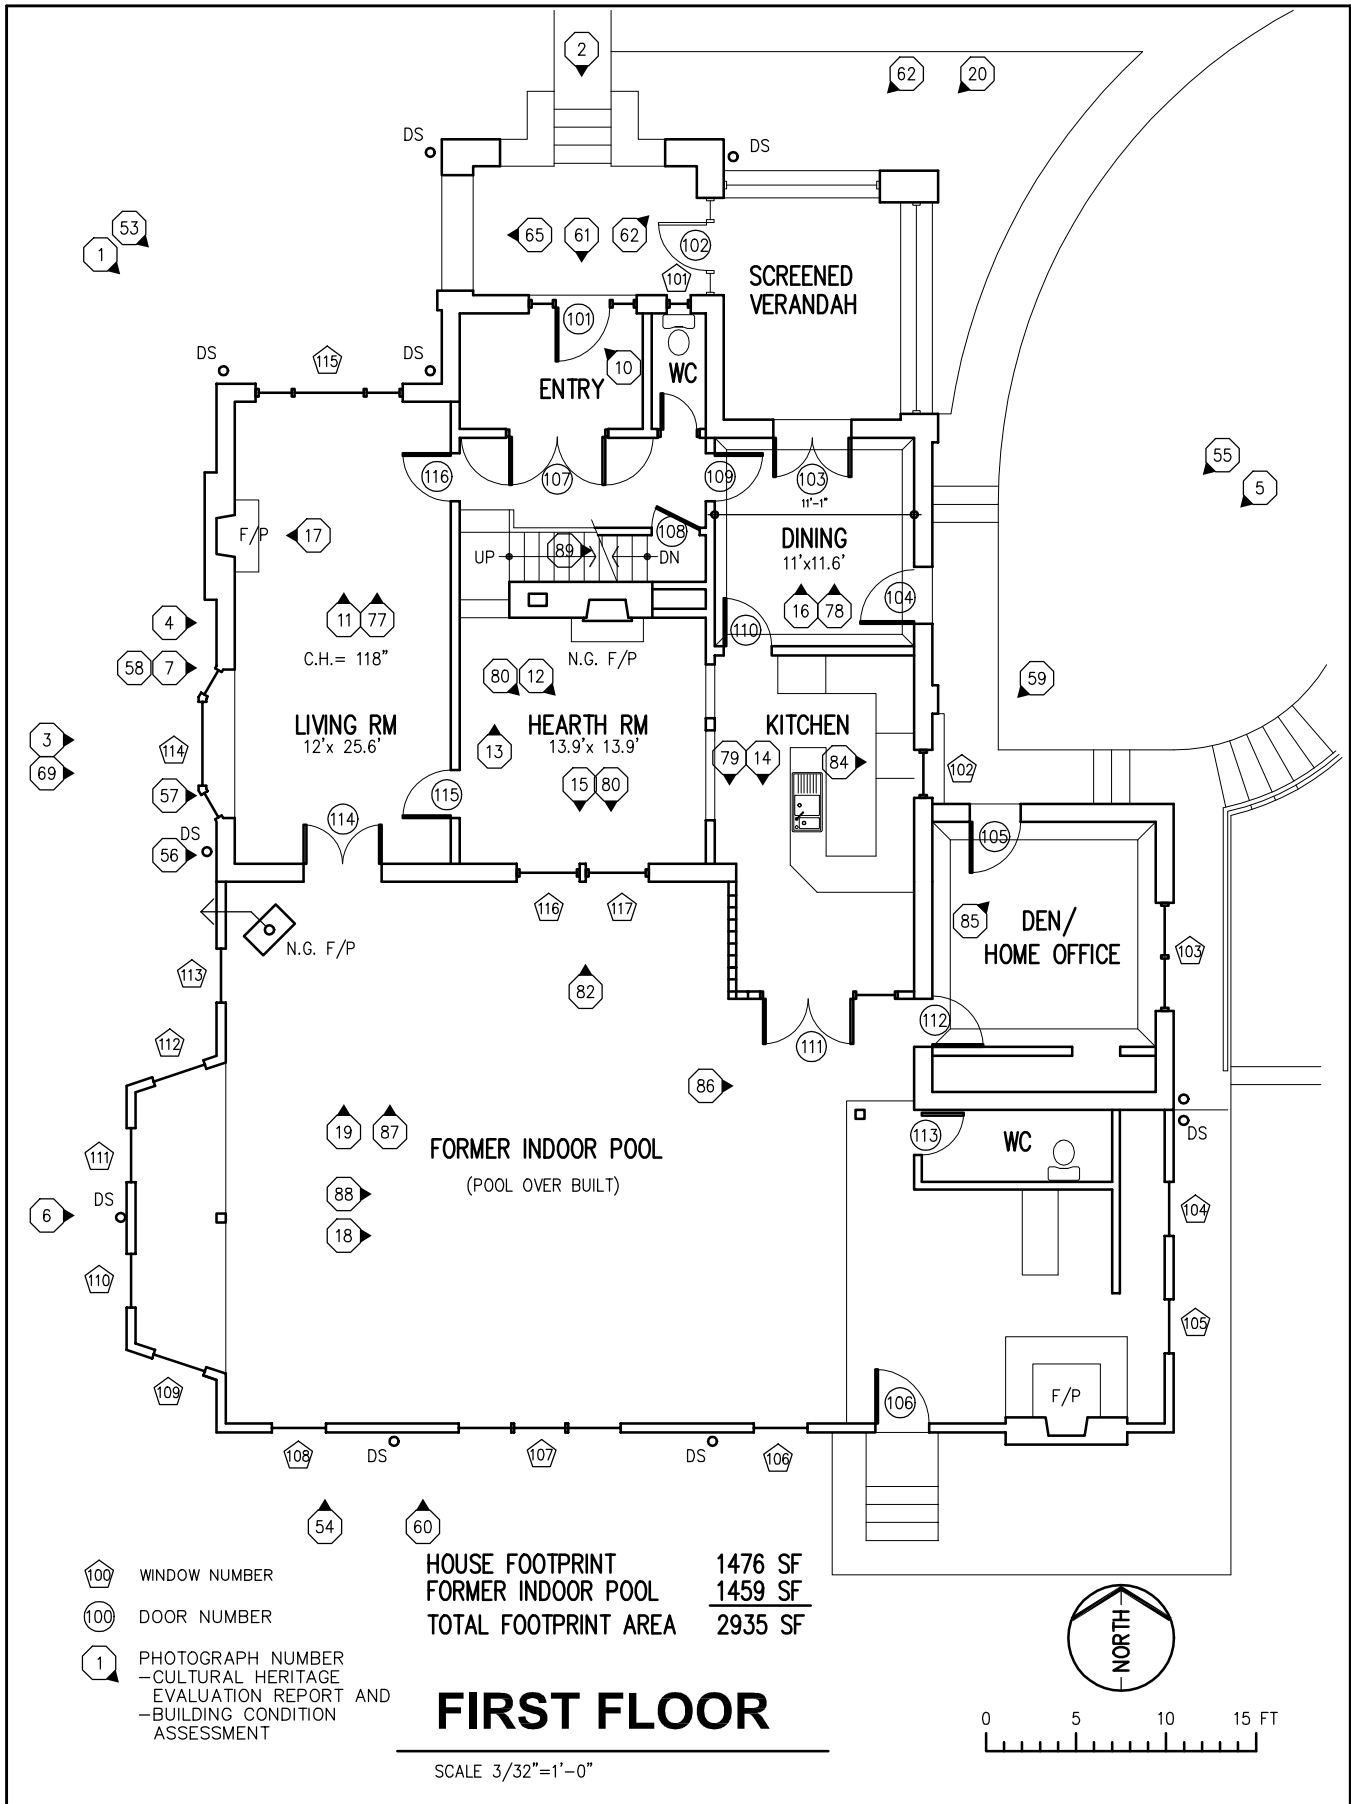 2
62
20
DS
DS
53
1
65
61
62
102
101
SCREENED
VERANDAH
101
DS
115
DS
10
WC
ENTRY
116
107
109
103
55
5
11'-1"
F/P
17
108
DINING
11'x11.6'
UP
89
DN
104
4
11
77
16
78
110
58
7
C.H.= 118"
N.G. F/P
80
12
59
3
69
114
LIVING RM
12'x 25.6'
HEARTH RM
13.9'x 13.9'
KITCHEN
13
79
14
84
102
57
115
15
80
DS
56
114
105
116
117
85
DEN/
HOME OFFICE
N.G. F/P
103
113
82
112
112
111
86
19
87
FORMER INDOOR POOL
(POOL OVER BUILT)
113
WC
DS
111
DS
88
6
18
104
110
105
109
F/P
106
108
DS
107
DS
106
54
60
100
WINDOW NUMBER
100
DOOR NUMBER
1
PHOTOGRAPH NUMBER
-CULTURAL HERITAGE
EVALUATION REPORT AND
-BUILDING CONDITION
ASSESSMENT
HOUSE FOOTPRINT 1476 SF
FORMER INDOOR POOL 1459 SF
TOTAL FOOTPRINT AREA 2935 SF
FIRST FLOOR
SCALE 3/32"=1'-0"
NORTH
0 5 10 15 FT